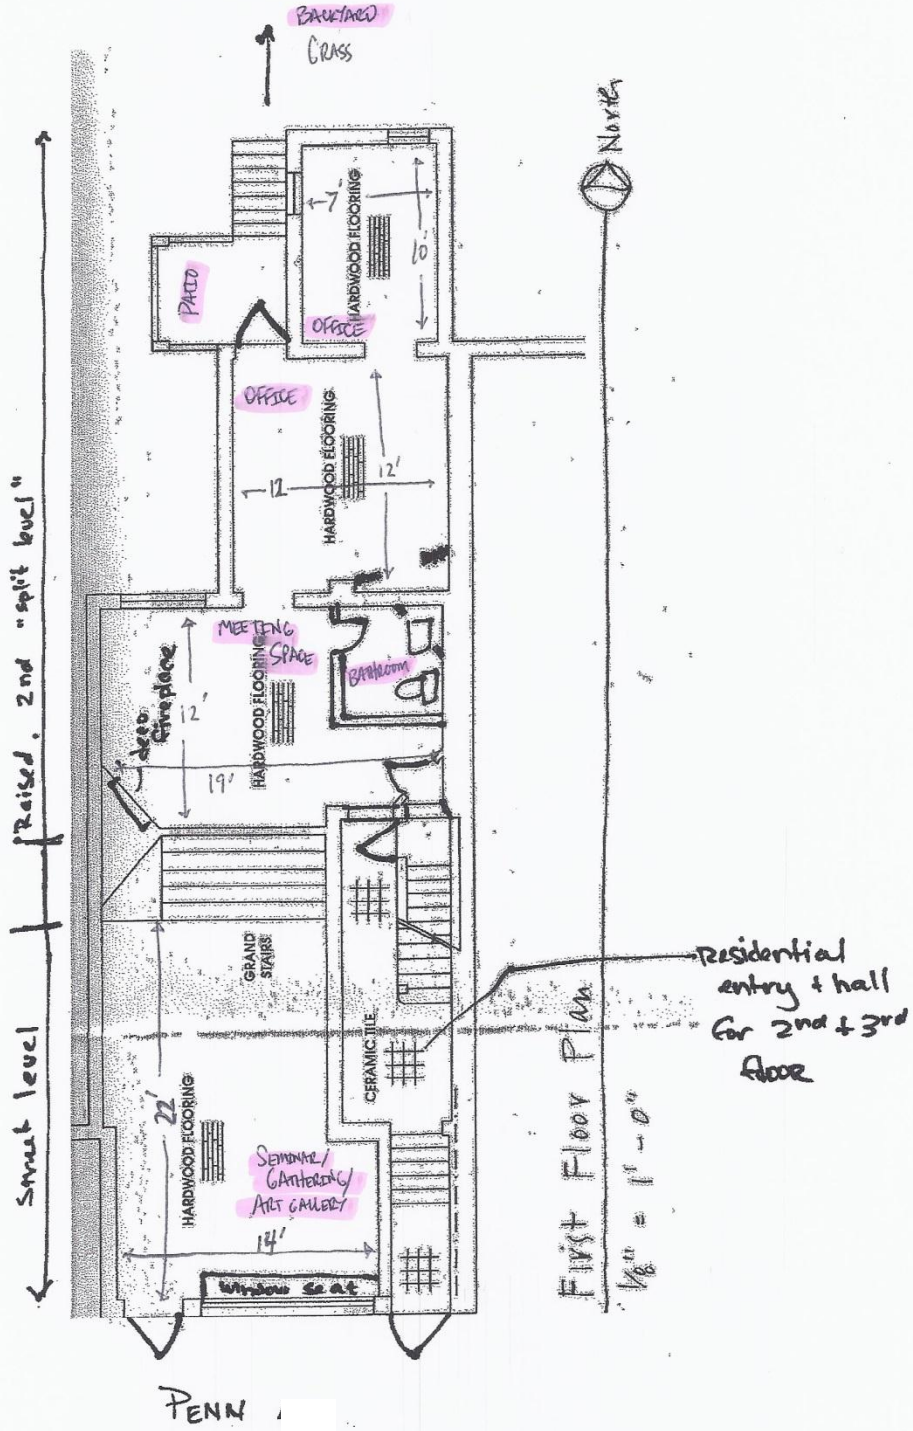 BACKYARD
GRASS
North
7'
HARDWOOD FLOORING
10'
PATIO
OFFICE
OFFICE
HARDWOOD FLOORING
12'
12
"Raised. 2nd "split level"
MEETING
SPACE
HARDWOOD FLOORING
BATHROOM
deco
fireplace
12'
19'
GRAND
STAIRS
Residential
entry + hall
for 2nd + 3rd
floor
CERAMIC TILE
Street level
22'
HARDWOOD FLOORING
SEMINAR/
GATHERING/
ART GALLERY
14'
window seat
First Floor Plan
1/8" = 1'-0"
PENN